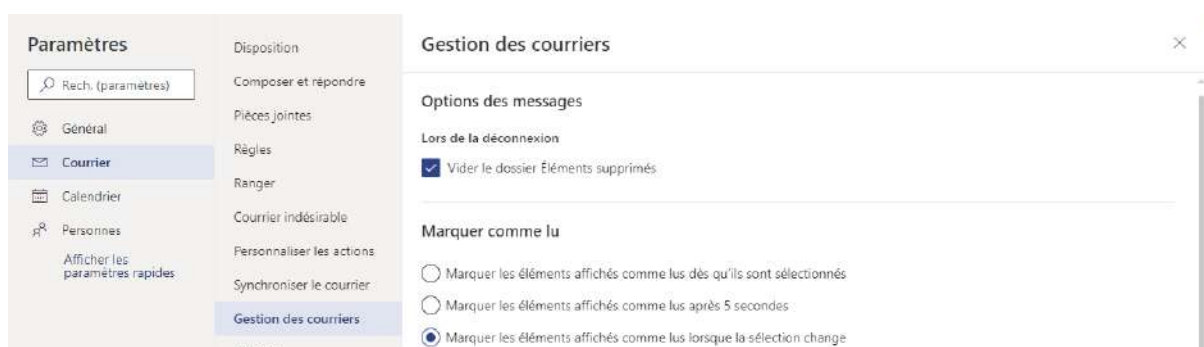 Paramètres
Rech. (paramètres)
Général
Courrier
Calendrier
Personnes
Afficher les
paramètres rapides
Disposition
Composer et répondre
Pièces jointes
Règles
Ranger
Courrier indésirable
Personnaliser les actions
Synchroniser le courrier
Gestion des courriers
Gestion des courriers
Options des messages
Lors de la déconnexion
Vider le dossier Éléments supprimés
Marquer comme lu
Marquer les éléments affichés comme lus dès qu'ils sont sélectionnés
Marquer les éléments affichés comme lus après 5 secondes
Marquer les éléments affichés comme lus lorsque la sélection change